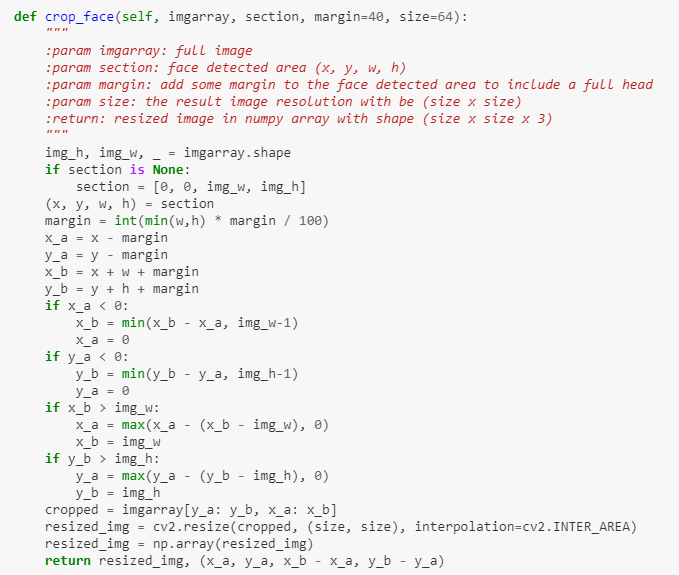 def crop_face(self, imgarray, section, margin=40, size=64):
    """
    :param imgarray: full image
    :param section: face detected area (x, y, w, h)
    :param margin: add some margin to the face detected area to include a full head
    :param size: the result image resolution with be (size x size)
    :return: resized image in numpy array with shape (size x size x 3)
    """
    img_h, img_w, _ = imgarray.shape
    if section is None:
        section = [0, 0, img_w, img_h]
    (x, y, w, h) = section
    margin = int(min(w,h) * margin / 100)
    x_a = x - margin
    y_a = y - margin
    x_b = x + w + margin
    y_b = y + h + margin
    if x_a < 0:
        x_b = min(x_b - x_a, img_w-1)
        x_a = 0
    if y_a < 0:
        y_b = min(y_b - y_a, img_h-1)
        y_a = 0
    if x_b > img_w:
        x_a = max(x_a - (x_b - img_w), 0)
        x_b = img_w
    if y_b > img_h:
        y_a = max(y_a - (y_b - img_h), 0)
        y_b = img_h
    cropped = imgarray[y_a: y_b, x_a: x_b]
    resized_img = cv2.resize(cropped, (size, size), interpolation=cv2.INTER_AREA)
    resized_img = np.array(resized_img)
    return resized_img, (x_a, y_a, x_b - x_a, y_b - y_a)